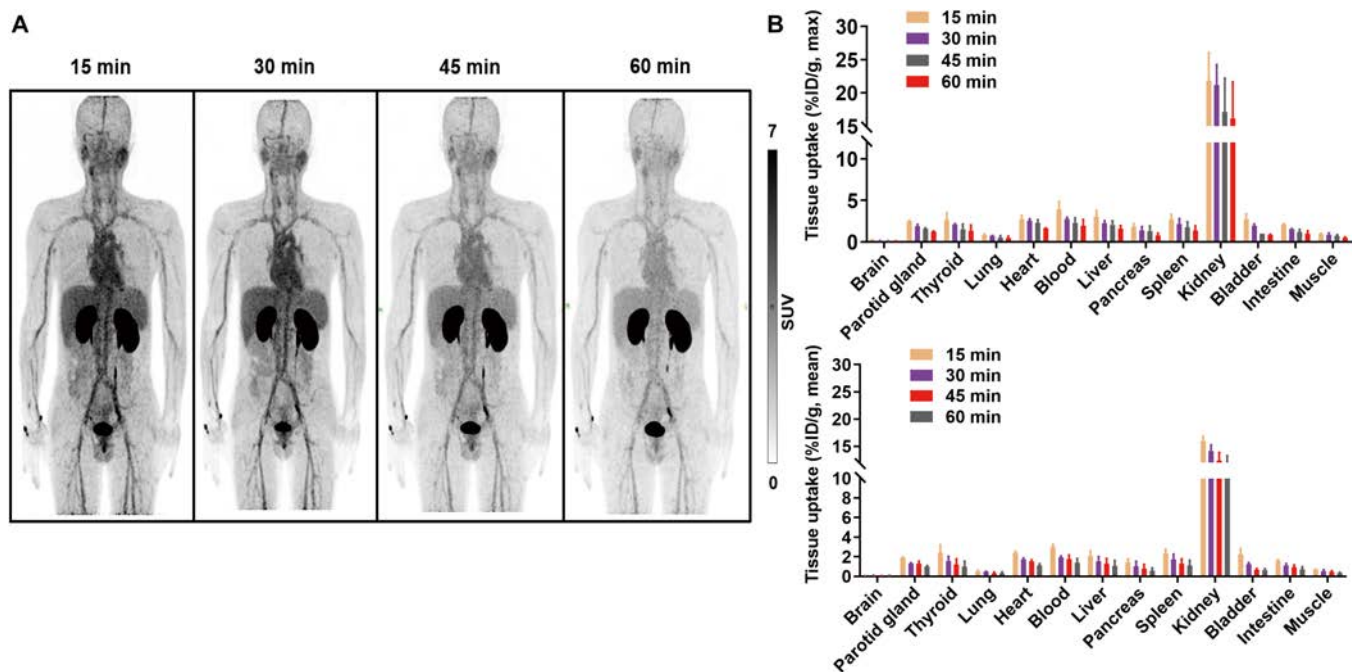 A
15 min
30 min
45 min
60 min
7
SUV
0
B
Tissue uptake (%ID/g, max)
30
25
20
15
10
5
0
15 min
30 min
45 min
60 min
Brain
Parotid gland
Thyroid
Lung
Heart
Blood
Liver
Pancreas
Spleen
Kidney
Bladder
Intestine
Muscle
Tissue uptake (%ID/g, mean)
30
25
20
15
10
8
6
4
2
0
15 min
30 min
45 min
60 min
Brain
Parotid gland
Thyroid
Lung
Heart
Blood
Liver
Pancreas
Spleen
Kidney
Bladder
Intestine
Muscle